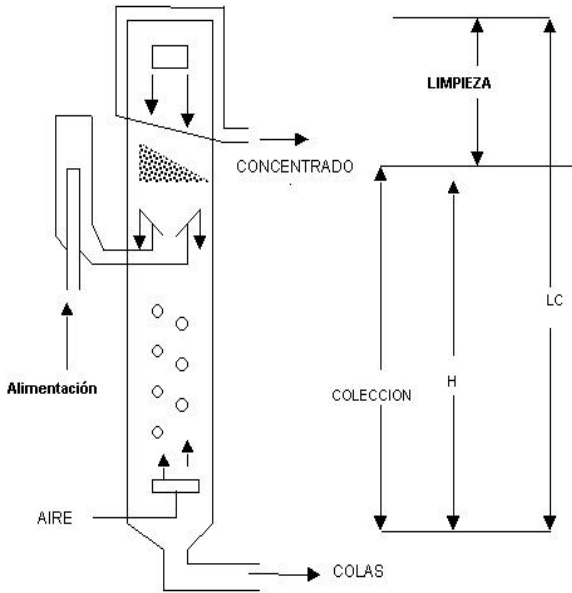 LIMPIEZA
CONCENTRADO
LC
Alimentación
COLECCION
H
AIRE
COLAS